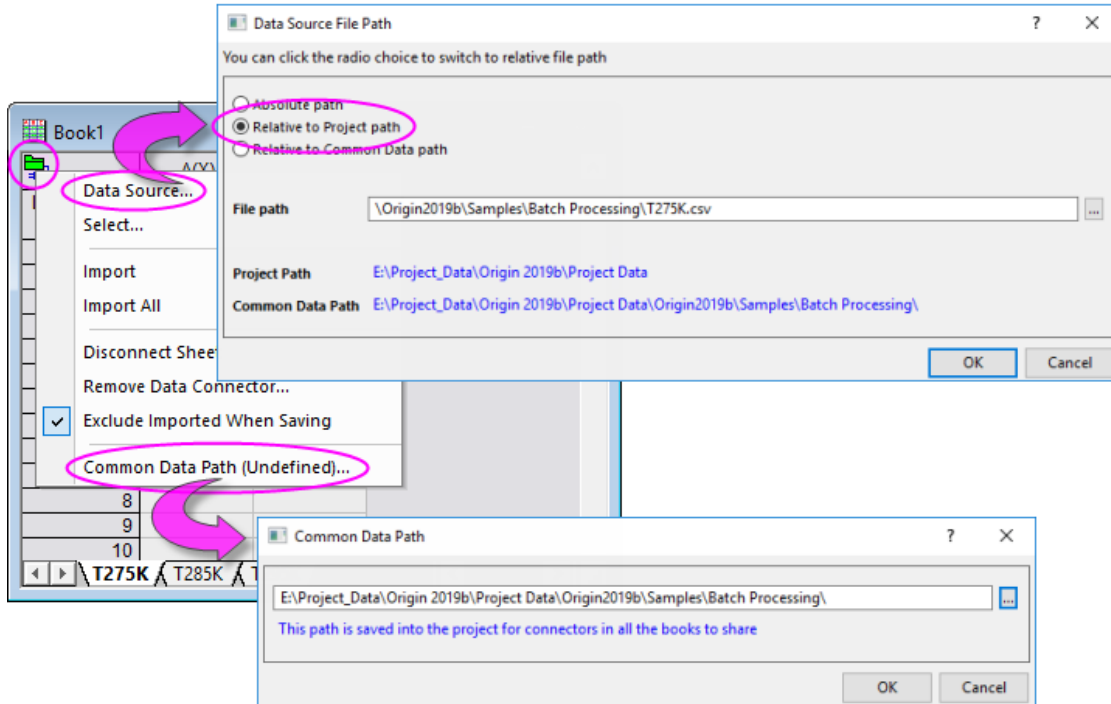 Data Source File Path
You can click the radio choice to switch to relative file path
Absolute path
Relative to Project path
Relative to Common Data path
File path \Origin2019b\Samples\Batch Processing\T275K.csv ...
Project Path E:\Project_Data\Origin 2019b\Project Data
Common Data Path E:\Project_Data\Origin 2019b\Project Data\Origin2019b\Samples\Batch Processing\
OK Cancel
Book1
A(X)
Data Source...
Select...
Import
Import All
Disconnect Sheet
Remove Data Connector...
Exclude Imported When Saving
Common Data Path (Undefined)...
8
9
10
T275K T285K
Common Data Path
E:\Project_Data\Origin 2019b\Project Data\Origin2019b\Samples\Batch Processing\ ...
This path is saved into the project for connectors in all the books to share
OK Cancel